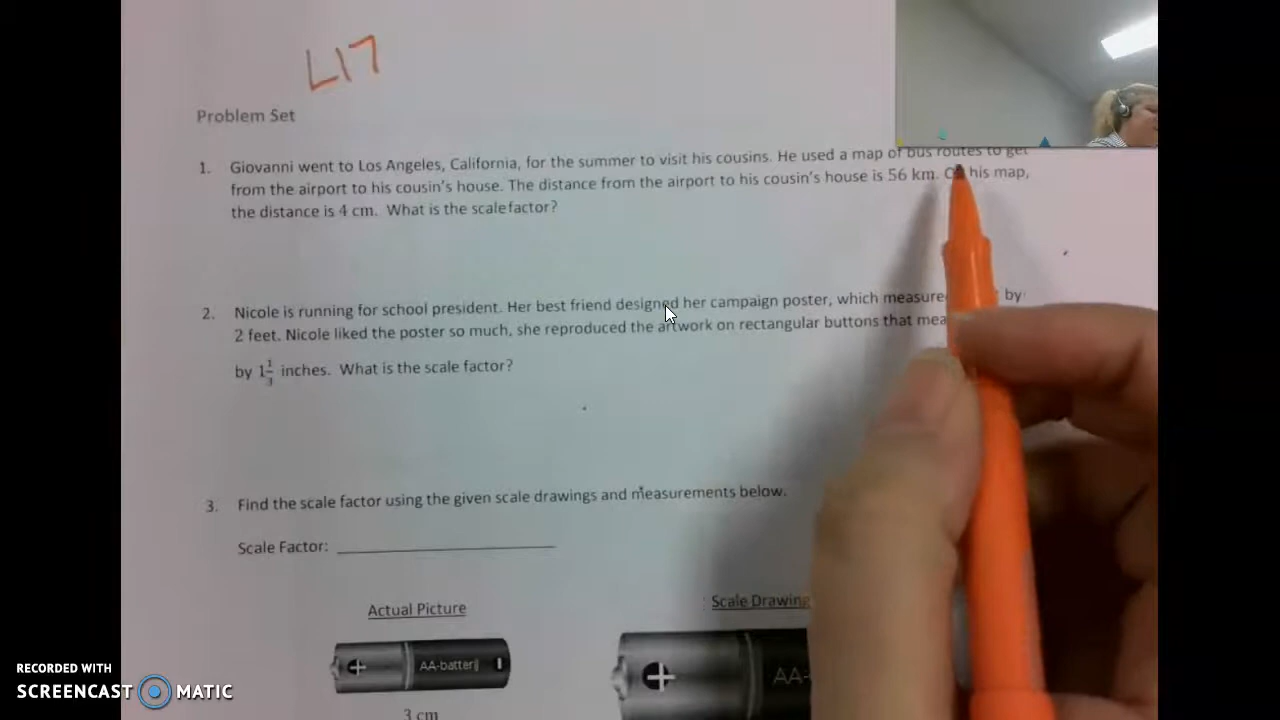 L17
Problem Set
1. Giovanni went to Los Angeles, California, for the summer to visit his cousins. He used a map of bus routes to get
from the airport to his cousin's house. The distance from the airport to his cousin's house is 56 km. his map,
the distance is 4 cm. What is the scale factor?
2. Nicole is running for school president. Her best friend designed her campaign poster, which measure by
2 feet. Nicole liked the poster so much, she reproduced the artwork on rectangular buttons that mea
by 1 1/3 inches. What is the scale factor?
3. Find the scale factor using the given scale drawings and measurements below.
Scale Factor:
Actual Picture
Scale Drawing
+ AA-batterij
+ AA-
3 cm
RECORDED WITH
SCREENCAST MATIC